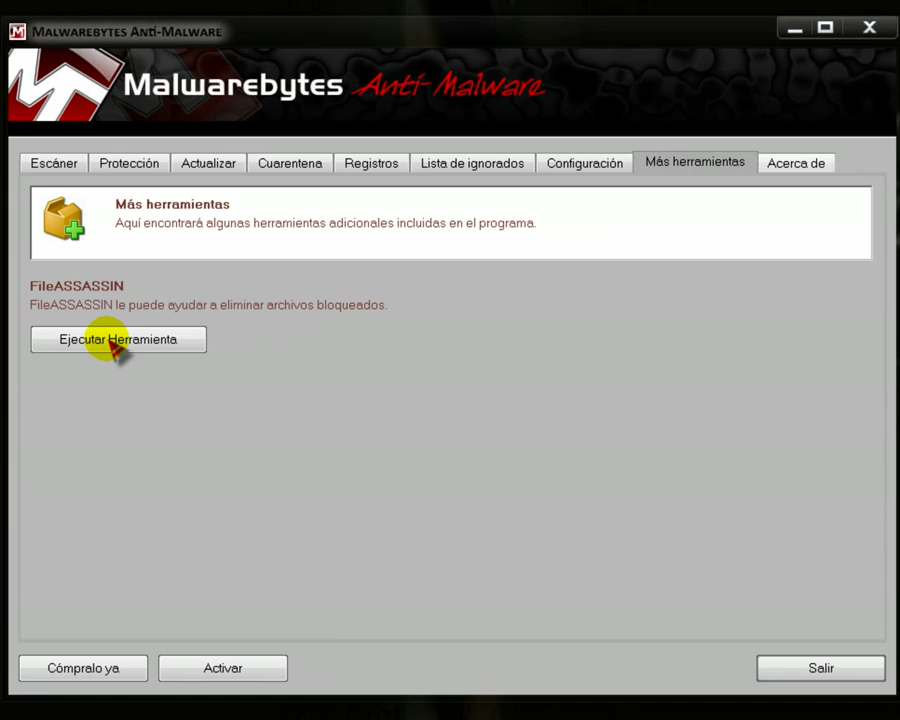 Malwarebytes Anti-Malware
Malwarebytes Anti-Malware
Escáner Protección Actualizar Cuarentena Registros Lista de ignorados Configuración Más herramientas Acerca de
Más herramientas
Aquí encontrará algunas herramientas adicionales incluidas en el programa.
FileASSASSIN
FileASSASSIN le puede ayudar a eliminar archivos bloqueados.
Ejecutar Herramienta
Cómpralo ya Activar Salir